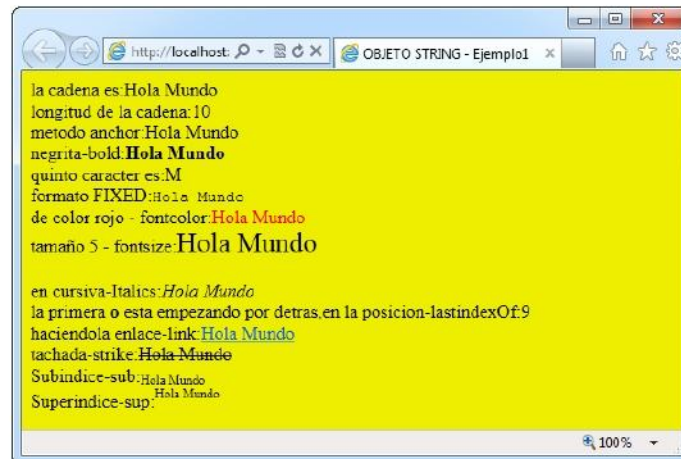 http://localhost:
OBJETO STRING - Ejemplo1
la cadena es:Hola Mundo
longitud de la cadena:10
metodo anchor:Hola Mundo
negrita-bold:Hola Mundo
quinto caracter es:M
formato FIXED:Hola Mundo
de color rojo - fontcolor:Hola Mundo
tamaño 5 - fontsize:Hola Mundo
en cursiva-Italics:Hola Mundo
la primera o esta empezando por detras,en la posicion-lastindexOf:9
haciendola enlace-link:Hola Mundo
tachada-strike:Hola Mundo
Subindice-sub:Hola Mundo
Superindice-sup:Hola Mundo
100%